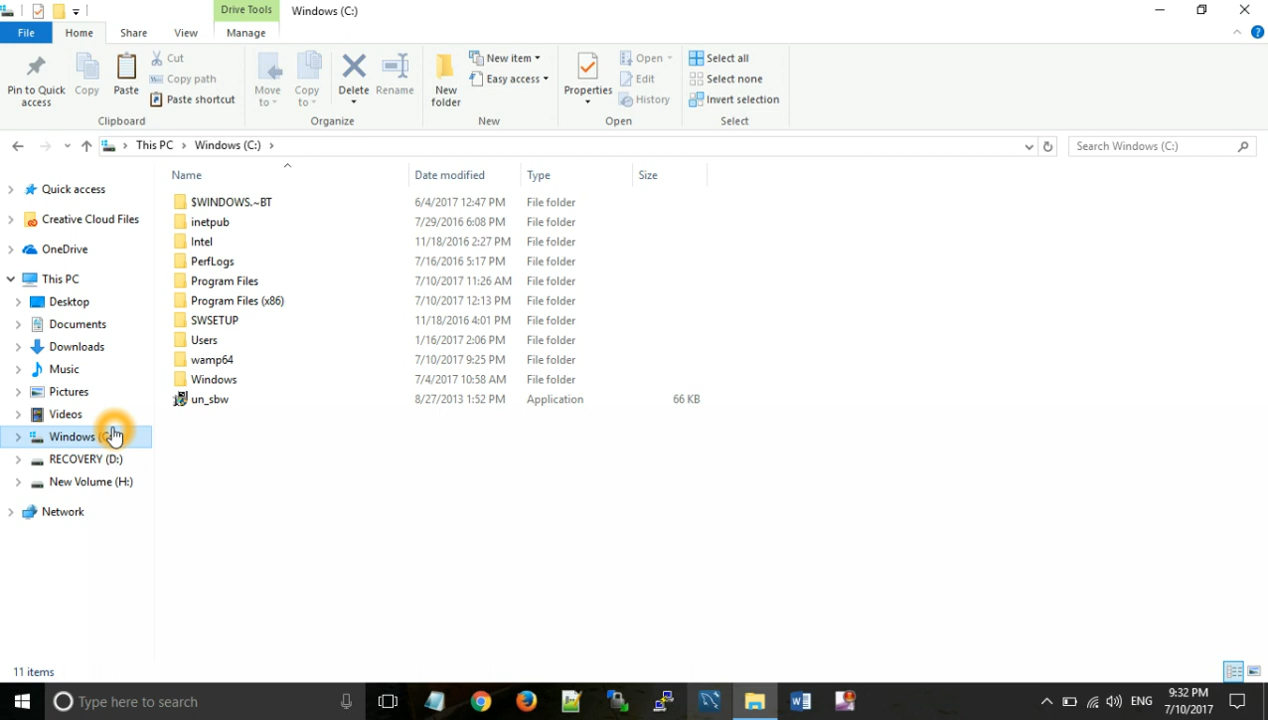 Drive Tools
Windows (C:)
File
Home
Share
View
Manage
Pin to Quick
access
Copy
Paste
Cut
Copy path
Paste shortcut
Clipboard
Move
to
Copy
to
Delete
Rename
Organize
New
folder
New item
Easy access
New
Properties
Open
Edit
History
Open
Select all
Select none
Invert selection
Select
This PC
Windows (C:)
Search Windows (C:)
Quick access
Creative Cloud Files
OneDrive
This PC
Desktop
Documents
Downloads
Music
Pictures
Videos
Windows (C
RECOVERY (D:)
New Volume (H:)
Network
Name Date modified Type Size
$WINDOWS.~BT 6/4/2017 12:47 PM File folder
inetpub 7/29/2016 6:08 PM File folder
Intel 11/18/2016 2:27 PM File folder
PerfLogs 7/16/2016 5:17 PM File folder
Program Files 7/10/2017 11:26 AM File folder
Program Files (x86) 7/10/2017 12:13 PM File folder
SWSETUP 11/18/2016 4:01 PM File folder
Users 1/16/2017 2:06 PM File folder
wamp64 7/10/2017 9:25 PM File folder
Windows 7/4/2017 10:58 AM File folder
un_sbw 8/27/2013 1:52 PM Application 66 KB
11 items
Type here to search
ENG
9:32 PM
7/10/2017